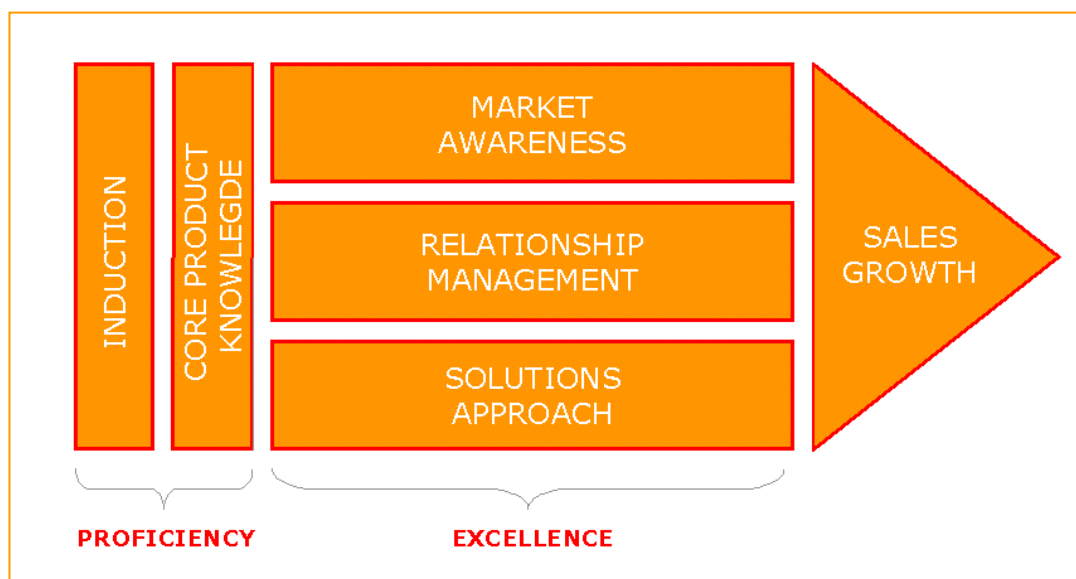 INDUCTION
CORE PRODUCT
KNOWLEGDE
MARKET
AWARENESS
RELATIONSHIP
MANAGEMENT
SOLUTIONS
APPROACH
SALES
GROWTH
PROFICIENCY
EXCELLENCE